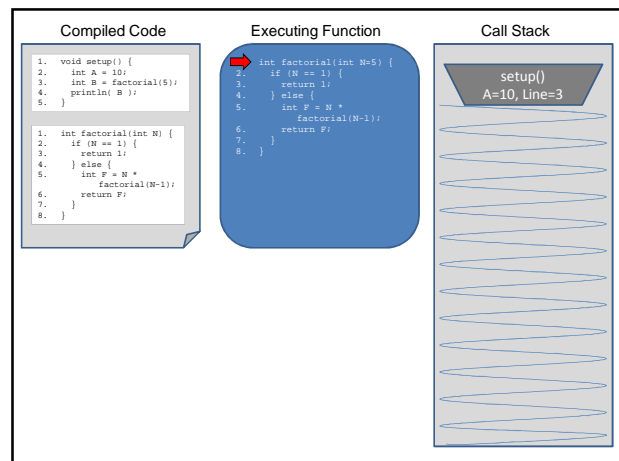 Compiled Code
1. void setup() {
2. int A = 10;
3. int B = factorial(5);
4. println( B );
5. }
1. int factorial(int N) {
2. if (N == 1) {
3. return 1;
4. } else {
5. int F = N *
factorial(N-1);
6. return F;
7. }
8. }
Executing Function
int factorial(int N=5) {
2. if (N == 1) {
3. return 1;
4. } else {
5. int F = N *
factorial(N-1);
6. return F;
7. }
8. }
Call Stack
setup()
A=10, Line=3